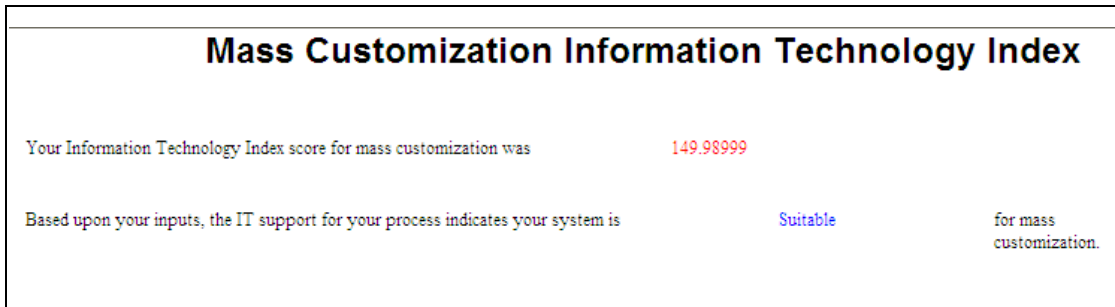 Mass Customization Information Technology Index
Your Information Technology Index score for mass customization was 149.98999
Based upon your inputs, the IT support for your process indicates your system is Suitable for mass
customization.